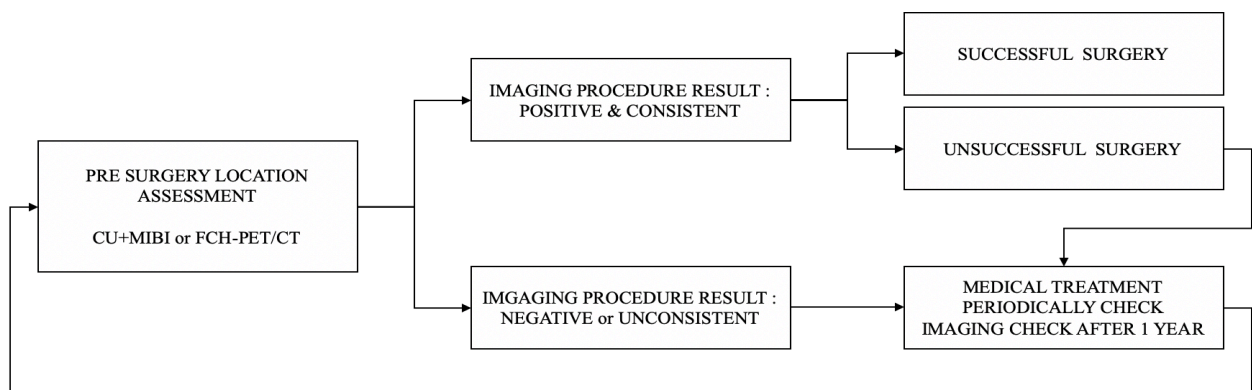 PRE SURGERY LOCATION
ASSESSMENT
CU+MIBI or FCH-PET/CT
IMAGING PROCEDURE RESULT :
POSITIVE & CONSISTENT
IMGAGING PROCEDURE RESULT :
NEGATIVE or UNCONSISTENT
SUCCESSFUL SURGERY
UNSUCCESSFUL SURGERY
MEDICAL TREATMENT
PERIODICALLY CHECK
IMAGING CHECK AFTER 1 YEAR